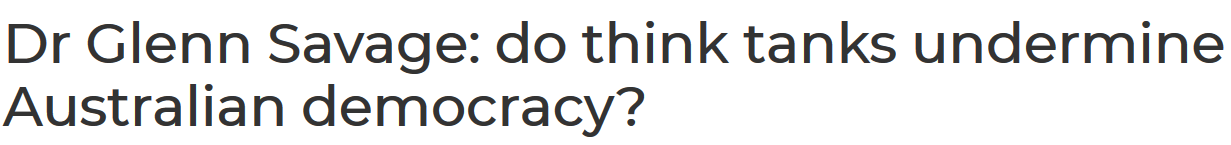 Dr Glenn Savage: do think tanks undermine
Australian democracy?